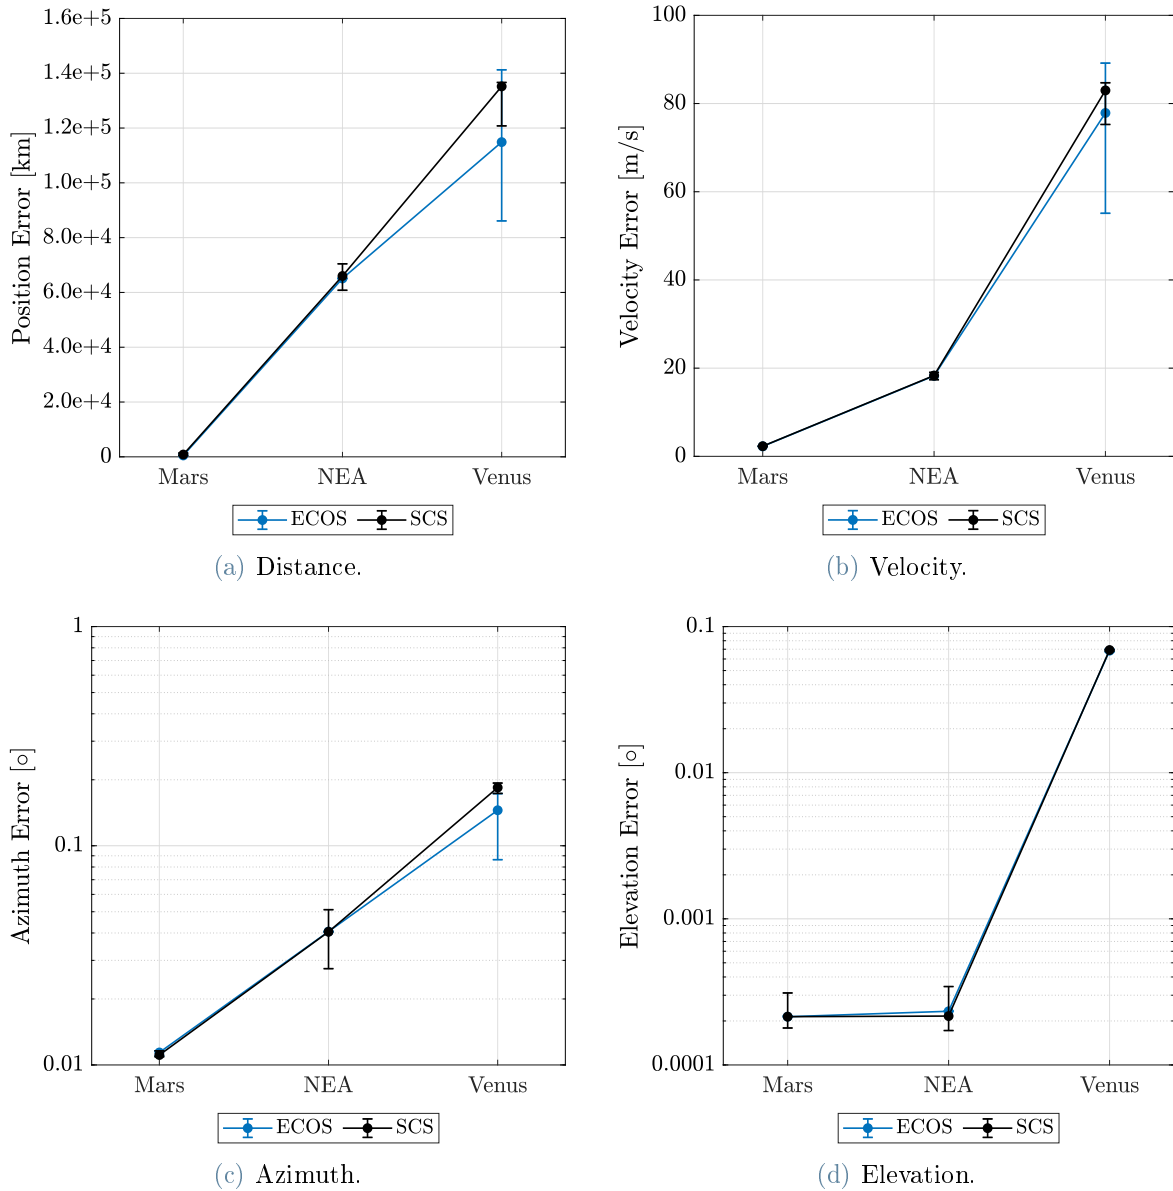 Position Error [km]
1.6e+5
1.4e+5
1.2e+5
1.0e+5
8.0e+4
6.0e+4
4.0e+4
2.0e+4
0
Mars NEA Venus
ECOS SCS
(a) Distance.
Velocity Error [m/s]
100
80
60
40
20
0
Mars NEA Venus
ECOS SCS
(b) Velocity.
Azimuth Error [○]
1
0.1
0.01
Mars NEA Venus
ECOS SCS
(c) Azimuth.
Elevation Error [○]
0.1
0.01
0.001
0.0001
Mars NEA Venus
ECOS SCS
(d) Elevation.